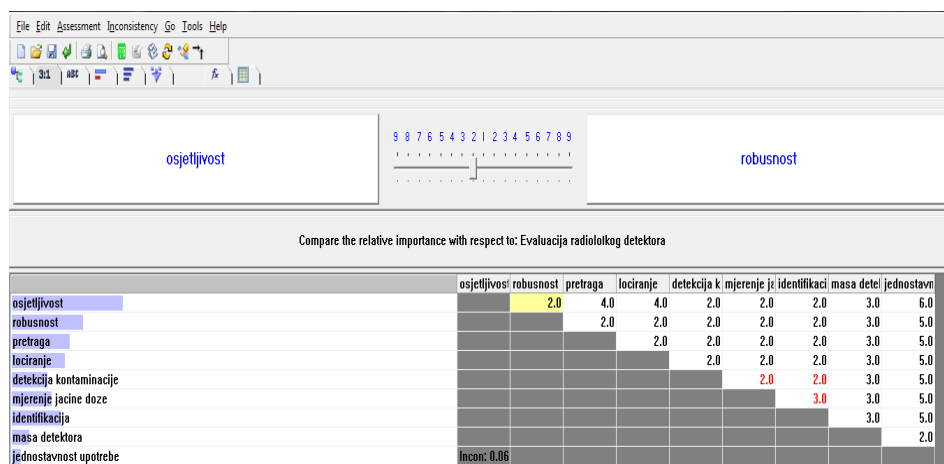 File Edit Assessment Inconsistency Go Tools Help
3:1 ABC fx
osjetljivost 9 8 7 6 5 4 3 2 1 2 3 4 5 6 7 8 9 robusnost
Compare the relative importance with respect to: Evaluacija radiololkog detektora
osjetljivost robusnost pretraga lociranje detekcija k mjerenje ja identifikaci masa detel jednostavn
osjetljivost 2.0 4.0 4.0 2.0 2.0 2.0 3.0 6.0
robusnost 2.0 2.0 2.0 2.0 2.0 3.0 5.0
pretraga 2.0 2.0 2.0 2.0 3.0 5.0
lociranje 2.0 2.0 2.0 3.0 5.0
detekcija kontaminacije 2.0 2.0 3.0 5.0
mjerenje jacine doze 3.0 3.0 5.0
identifikacija 3.0 5.0
masa detektora 2.0
jednostavnost upotrebe Incon: 0.06